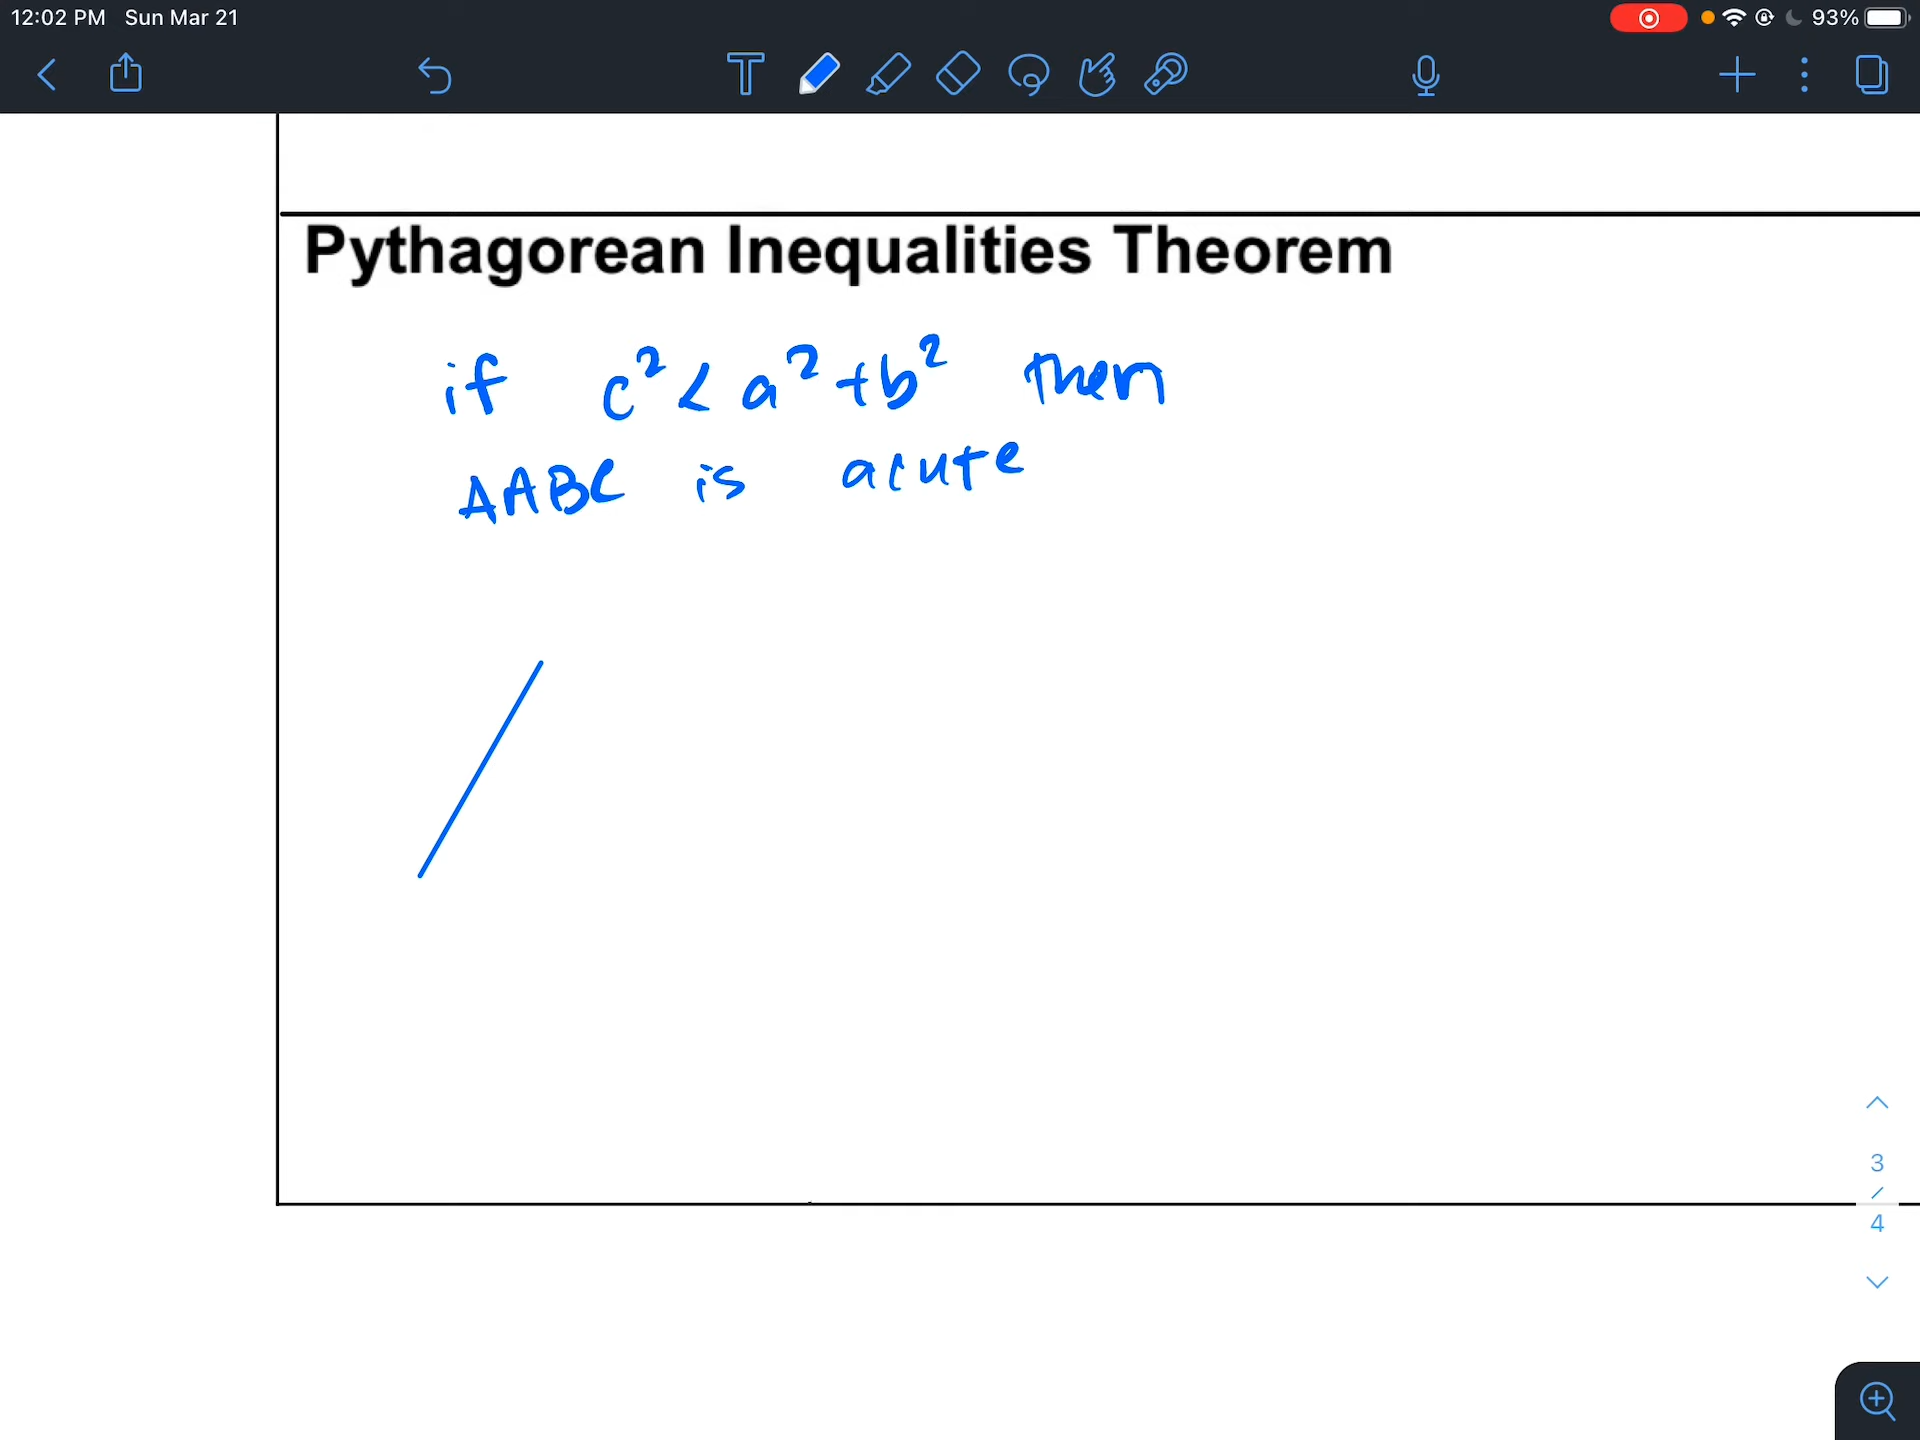 12:02 PM Sun Mar 21
93%
T
Pythagorean Inequalities Theorem
if c² < a² + b² then
△ABC is acute
3
/
4